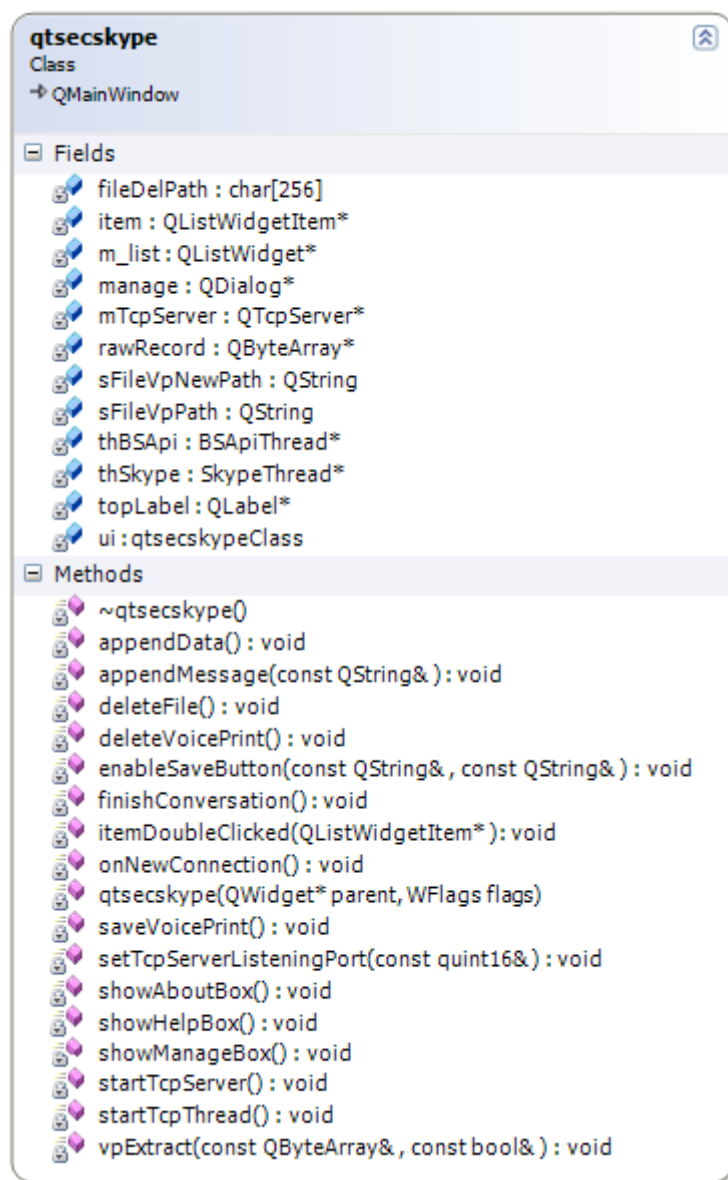 qtsecskype
Class
QMainWindow
Fields
fileDelPath : char[256]
item : QListWidgetItem*
m_list : QListWidget*
manage : QDialog*
mTcpServer : QTcpServer*
rawRecord : QByteArray*
sFileVpNewPath : QString
sFileVpPath : QString
thBSApi : BSApiThread*
thSkype : SkypeThread*
topLabel : QLabel*
ui : qtsecskypeClass
Methods
~qtsecskype()
appendData() : void
appendMessage(const QString& ) : void
deleteFile() : void
deleteVoicePrint() : void
enableSaveButton(const QString& , const QString& ) : void
finishConversation() : void
itemDoubleClicked(QListWidgetItem* ) : void
onNewConnection() : void
qtsecskype(QWidget* parent, WFlags flags)
saveVoicePrint() : void
setTcpServerListeningPort(const quint16& ) : void
showAboutBox() : void
showHelpBox() : void
showManageBox() : void
startTcpServer() : void
startTcpThread() : void
vpExtract(const QByteArray& , const bool& ) : void